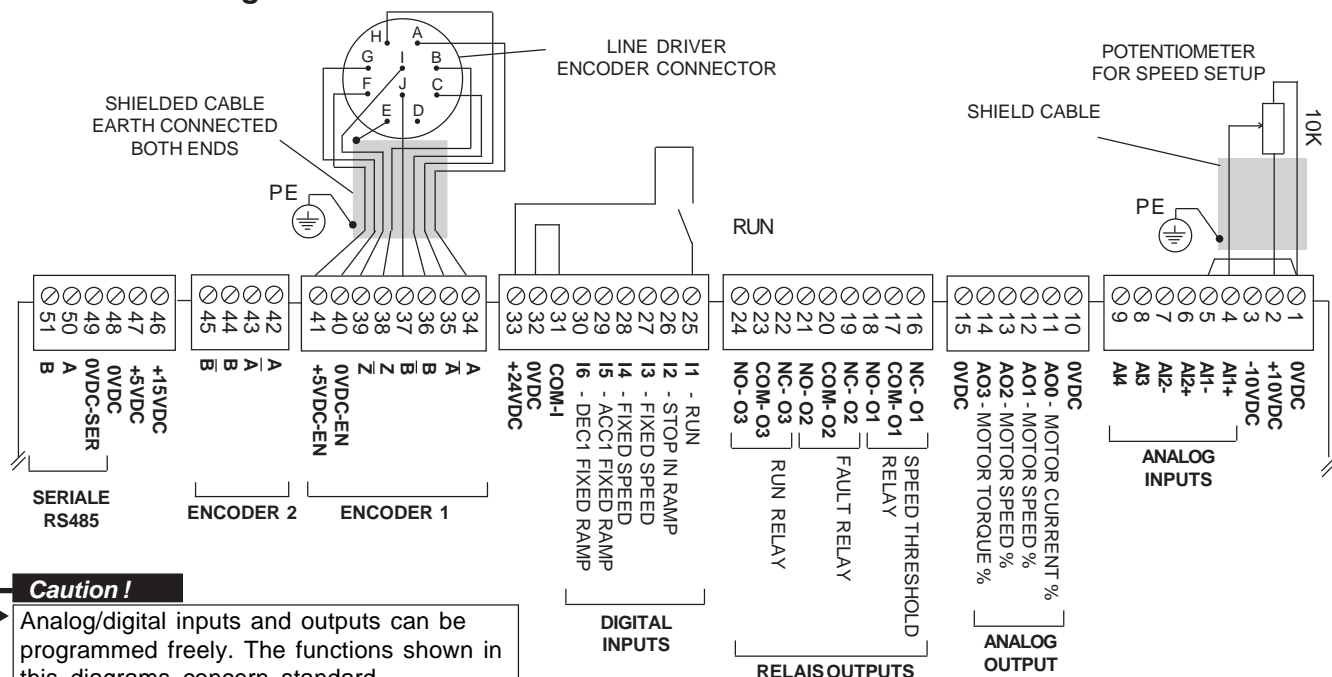 H
A
G
I
B
F
J
C
E
D
LINE DRIVER
ENCODER CONNECTOR
SHIELDED CABLE
EARTH CONNECTED
BOTH ENDS
PE
RUN
POTENTIOMETER
FOR SPEED SETUP
SHIELD CABLE
10K
PE
51
50
49
48
47
46
45
44
43
42
41
40
39
38
37
36
35
34
33
32
31
30
29
28
27
26
25
24
23
22
21
20
19
18
17
16
15
14
13
12
11
10
9
8
7
6
5
4
3
2
1
B
A
0VDC-SER
0VDC
+5VDC
+15VDC
B̅
B
A̅
A
+5VDC-EN
0VDC-EN
Z̅
Z
B̅
B
A̅
A
+24VDC
0VDC
COM-I
I6 - DEC1 FIXED RAMP
I5 - ACC1 FIXED RAMP
I4 - FIXED SPEED
I3 - FIXED SPEED
I2 - STOP IN RAMP
I1 - RUN
NO- O3
COM- O3
NC- O3
NO- O2
COM- O2
NC- O2
NO- O1
COM- O1
NC- O1
RUN RELAY
FAULT RELAY
SPEED THRESHOLD
RELAY
0VDC
AO3 - MOTOR TORQUE %
AO2 - MOTOR SPEED %
AO1 - MOTOR SPEED %
AO0 - MOTOR CURRENT %
0VDC
AI4
AI3
AI2-
AI2+
AI1-
AI1+
-10VDC
+10VDC
0VDC
SERIALE
RS485
ENCODER 2
ENCODER 1
DIGITAL
INPUTS
RELAIS OUTPUTS
ANALOG
OUTPUT
ANALOG
INPUTS
Caution !
Analog/digital inputs and outputs can be
programmed freely. The functions shown in
this diagrams concern standard